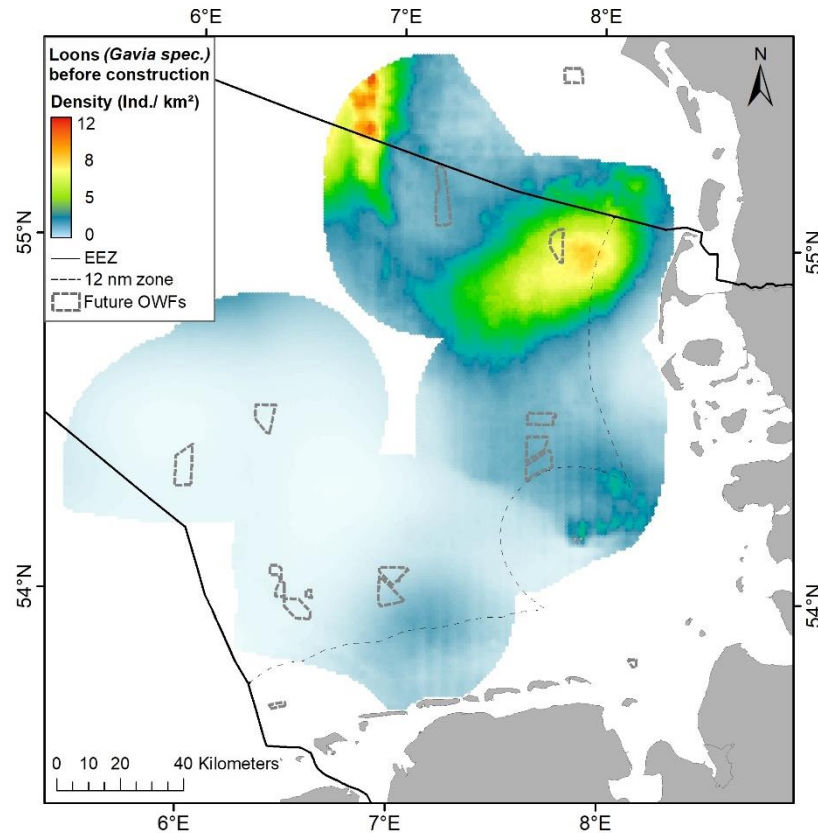 6°E 7°E 8°E
Loons (Gavia spec.)
before construction
Density (Ind./ km²)
12
8
5
0
EEZ
12 nm zone
Future OWFs
N
55°N 55°N
54°N 54°N
0 10 20 40 Kilometers
6°E 7°E 8°E